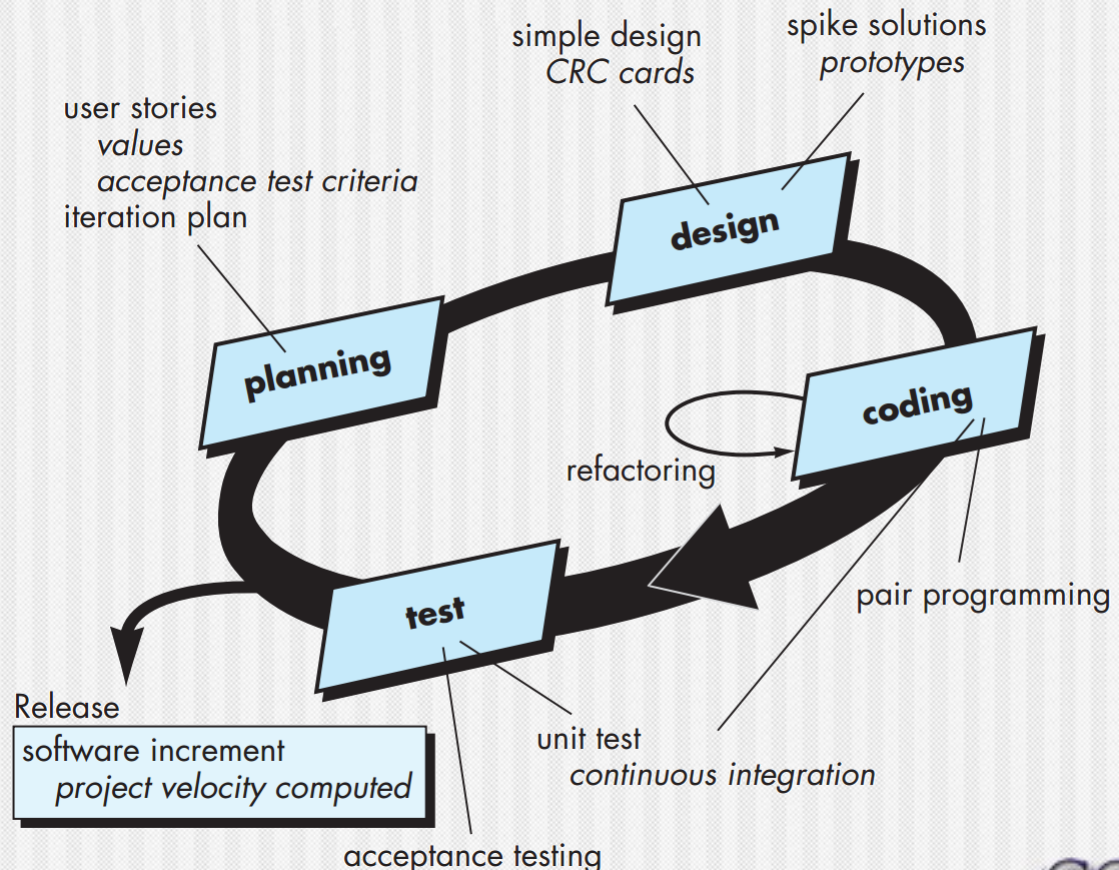 simple design
CRC cards
spike solutions
prototypes
user stories
values
acceptance test criteria
iteration plan
design
planning
coding
refactoring
test
pair programming
Release
software increment
project velocity computed
unit test
continuous integration
acceptance testing